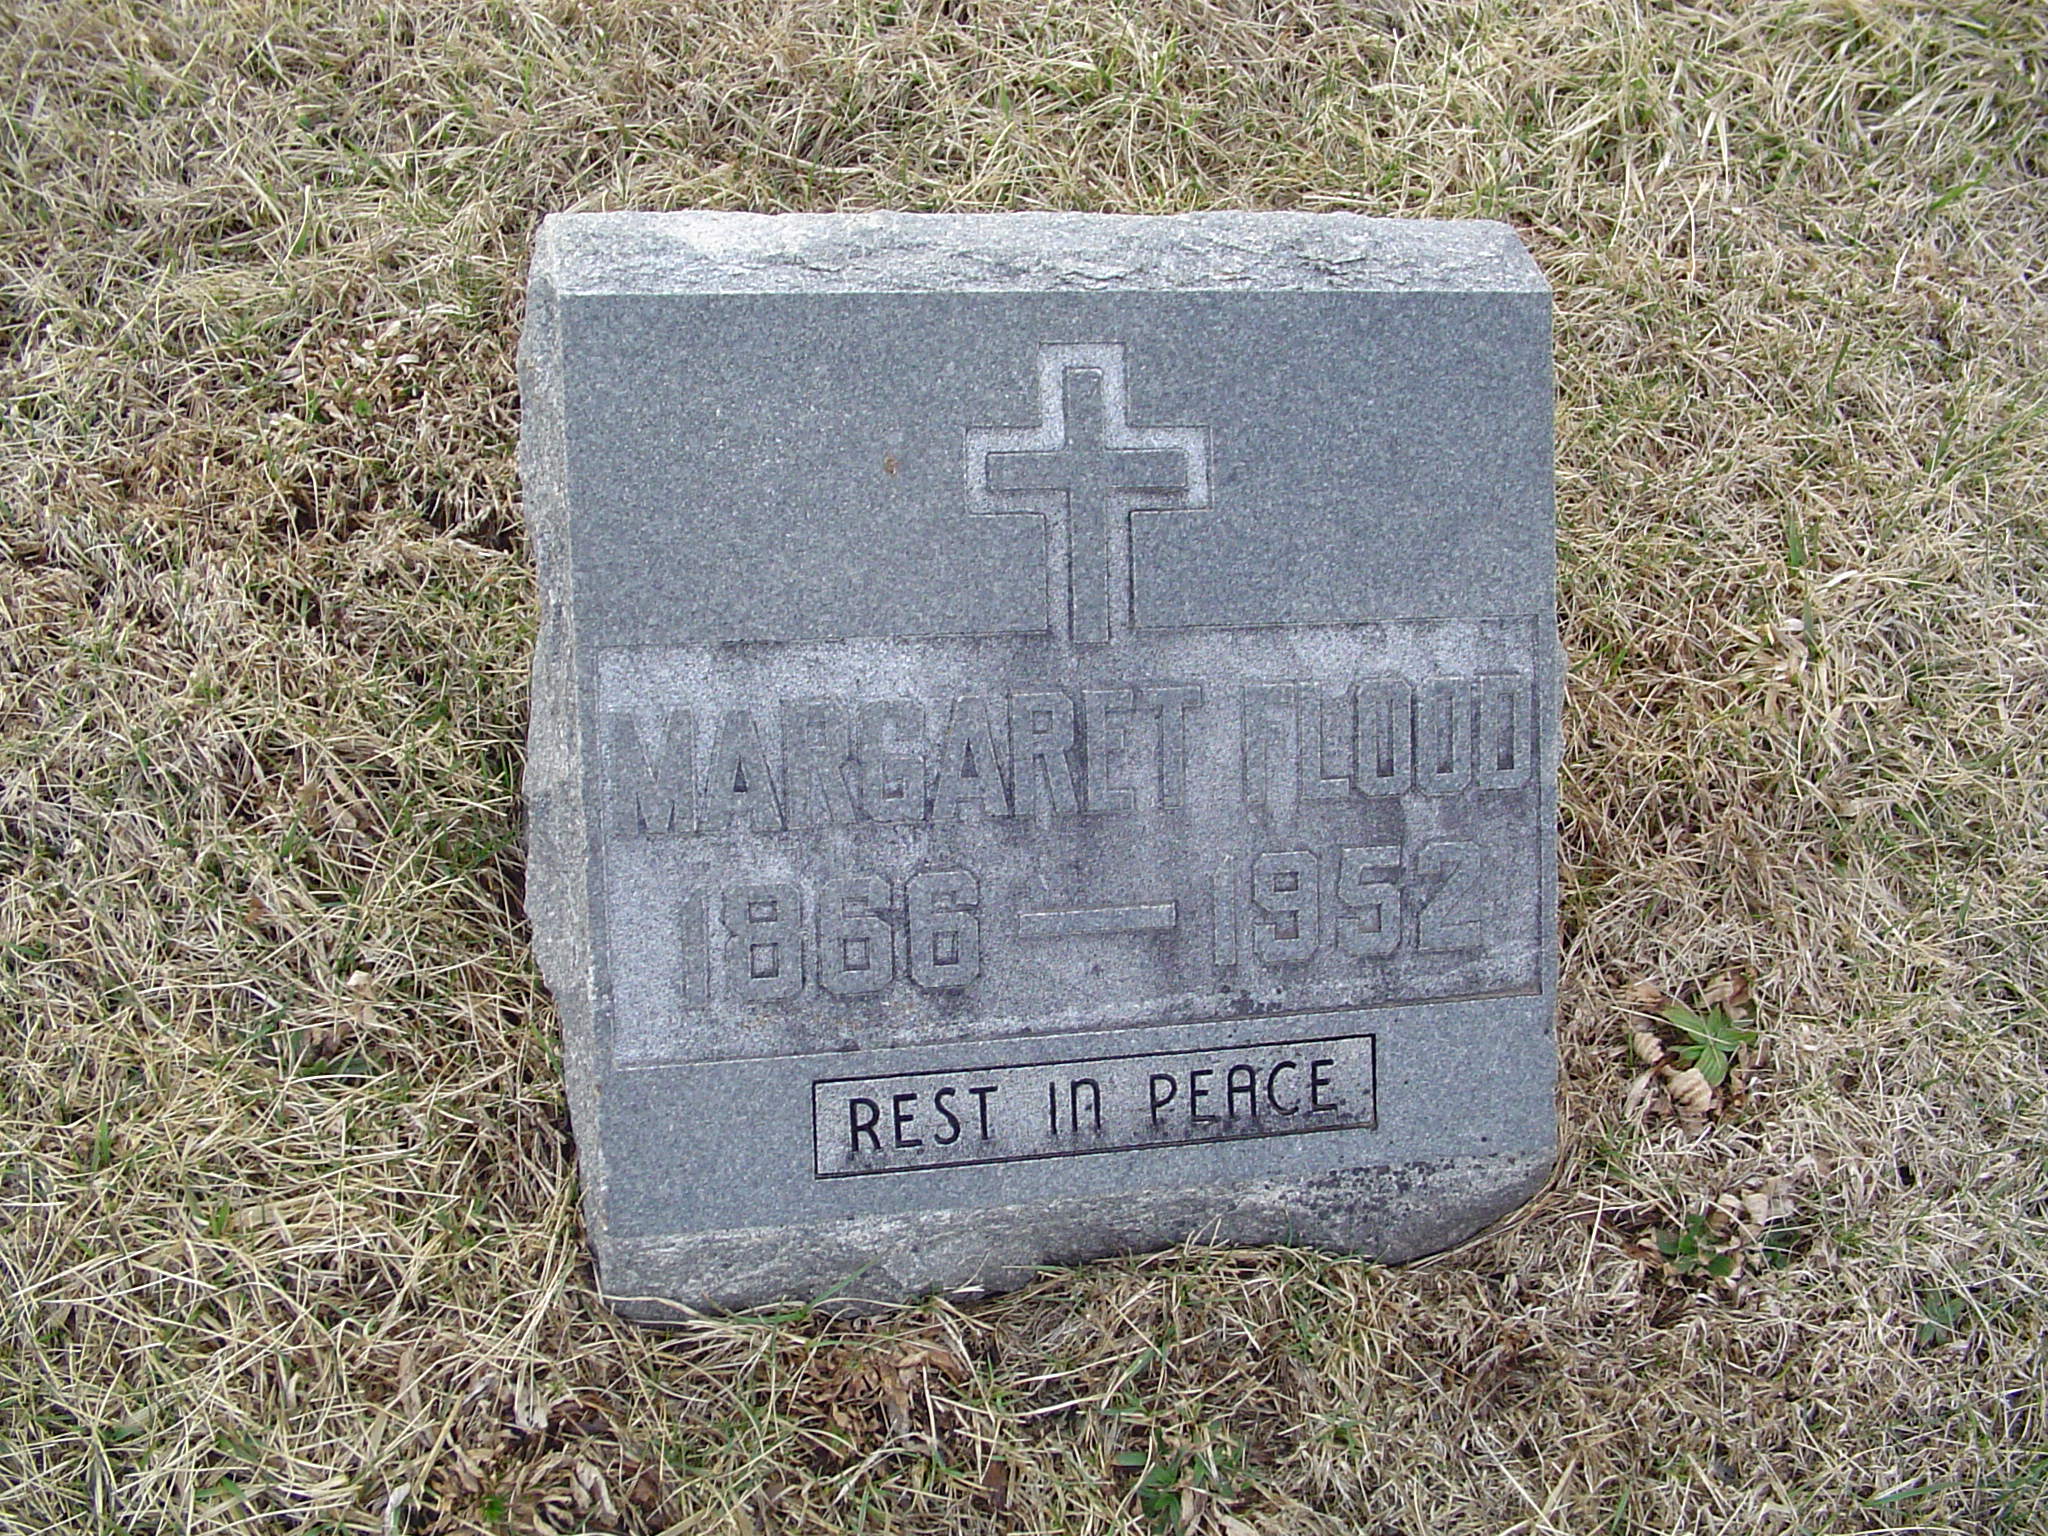 MARGARET FLOOD
1866 — 1952
REST IN PEACE